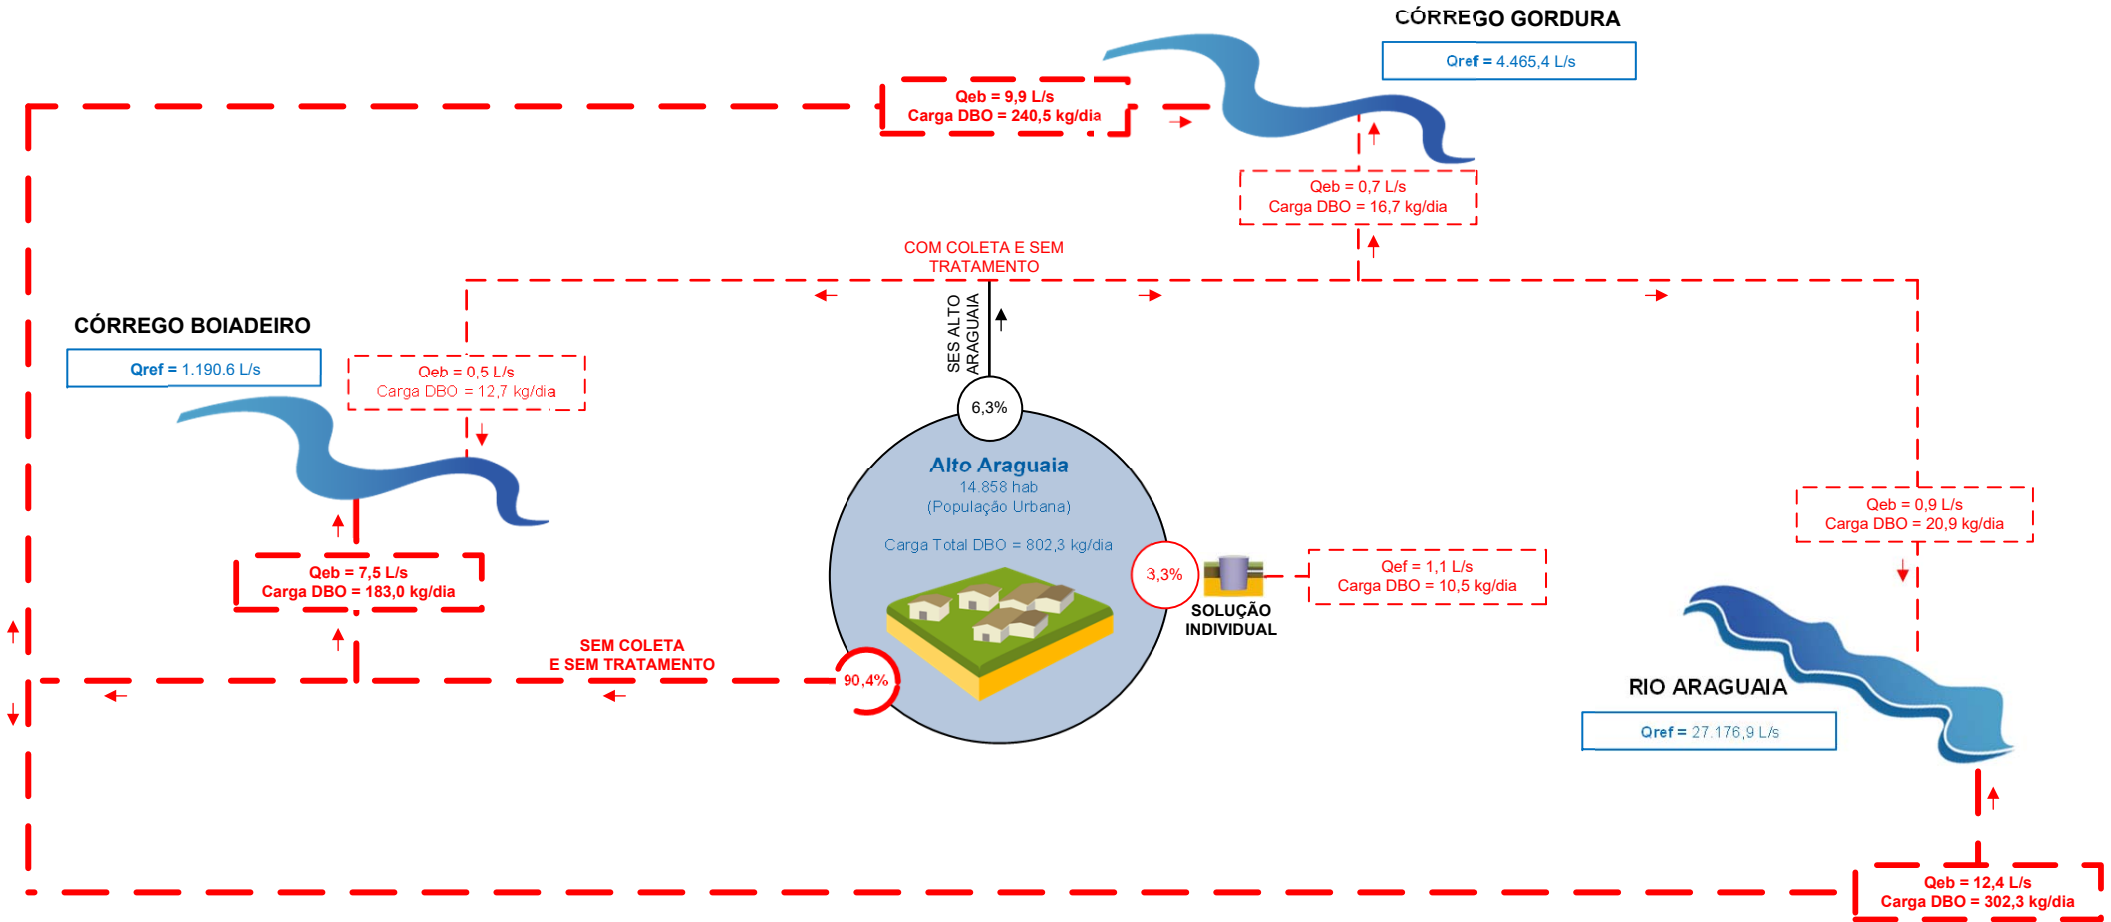 CÓRREGO GORDURA
Qref = 4.465,4 L/s
Qeb = 9,9 L/s
Carga DBO = 240,5 kg/dia
Qeb = 0,7 L/s
Carga DBO = 16,7 kg/dia
COM COLETA E SEM
TRATAMENTO
SES ALTO
ARAGUAIA
CÓRREGO BOIADEIRO
Qref = 1.190.6 L/s
Qeb = 0,5 L/s
Carga DBO = 12,7 kg/dia
6,3%
Alto Araguaia
14.858 hab
(População Urbana)
Carga Total DBO = 802,3 kg/dia
Qeb = 0,9 L/s
Carga DBO = 20,9 kg/dia
3,3%
Qef = 1,1 L/s
Carga DBO = 10,5 kg/dia
SOLUÇÃO
INDIVIDUAL
Qeb = 7,5 L/s
Carga DBO = 183,0 kg/dia
SEM COLETA
E SEM TRATAMENTO
90,4%
RIO ARAGUAIA
Qref = 27.176,9 L/s
Qeb = 12,4 L/s
Carga DBO = 302,3 kg/dia